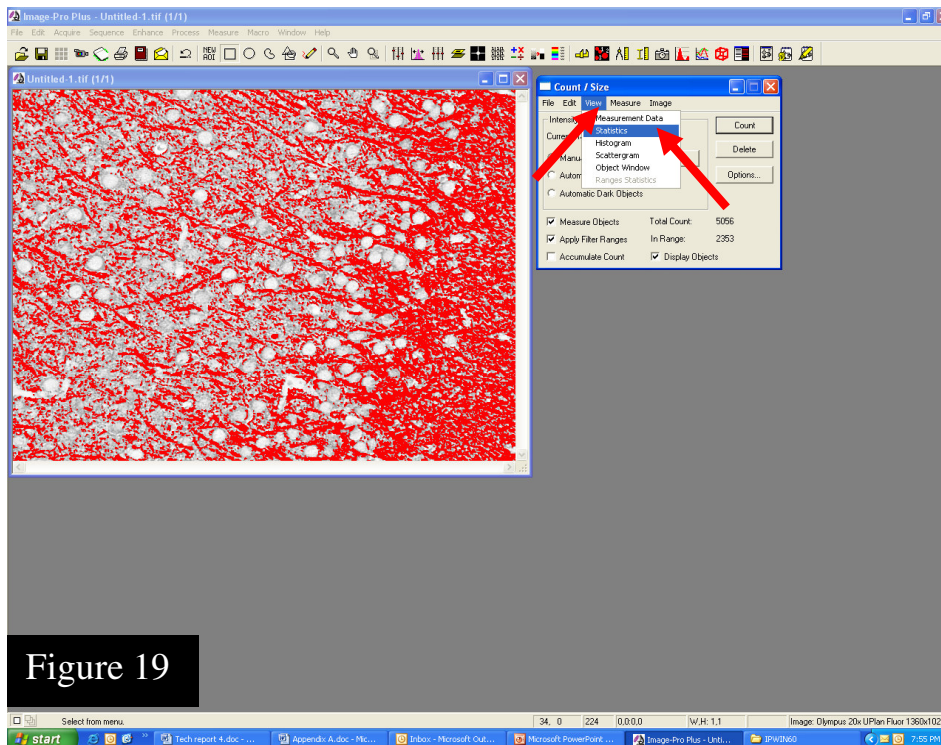 Image-Pro Plus - Untitled-1.tif (1/1)
File Edit Acquire Sequence Enhance Process Measure Macro Window Help
NEW AOI
Untitled-1.tif (1/1)
Count / Size
File Edit View Measure Image
Measurement Data
Statistics
Histogram
Scattergram
Object Window
Ranges Statistics
Count
Delete
Options...
Automatic Dark Objects
Measure Objects Total Count: 5056
Apply Filter Ranges In Range: 2353
Accumulate Count Display Objects
Figure 19
Select from menu. 34, 0 224 0,0:0,0 W,H: 1,1 Image: Olympus 20x UPlan Fluor 1360x102
start Tech report 4.doc - ... Appendix A.doc - Mic... Inbox - Microsoft Out... Microsoft PowerPoint ... Image-Pro Plus - Unti... IPWIN60 7:55 PM